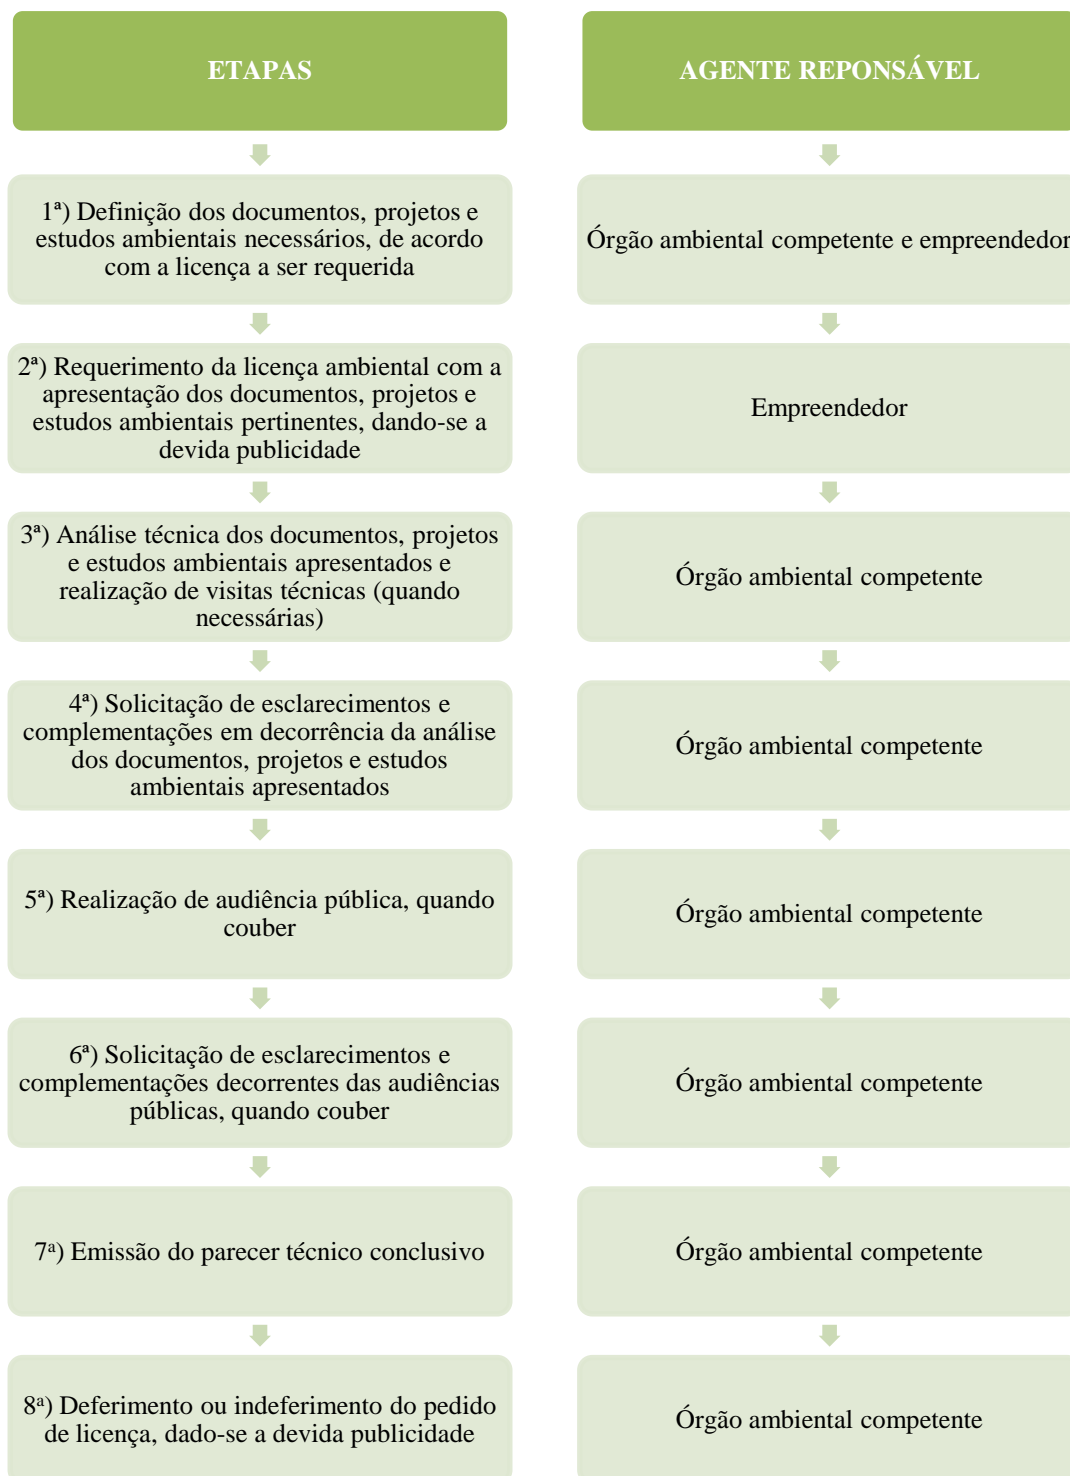 ETAPAS
AGENTE REPONSÁVEL
1ª) Definição dos documentos, projetos e
estudos ambientais necessários, de acordo
com a licença a ser requerida
Órgão ambiental competente e empreendedor
2ª) Requerimento da licença ambiental com a
apresentação dos documentos, projetos e
estudos ambientais pertinentes, dando-se a
devida publicidade
Empreendedor
3ª) Análise técnica dos documentos, projetos
e estudos ambientais apresentados e
realização de visitas técnicas (quando
necessárias)
Órgão ambiental competente
4ª) Solicitação de esclarecimentos e
complementações em decorrência da análise
dos documentos, projetos e estudos
ambientais apresentados
Órgão ambiental competente
5ª) Realização de audiência pública, quando
couber
Órgão ambiental competente
6ª) Solicitação de esclarecimentos e
complementações decorrentes das audiências
públicas, quando couber
Órgão ambiental competente
7ª) Emissão do parecer técnico conclusivo
Órgão ambiental competente
8ª) Deferimento ou indeferimento do pedido
de licença, dado-se a devida publicidade
Órgão ambiental competente